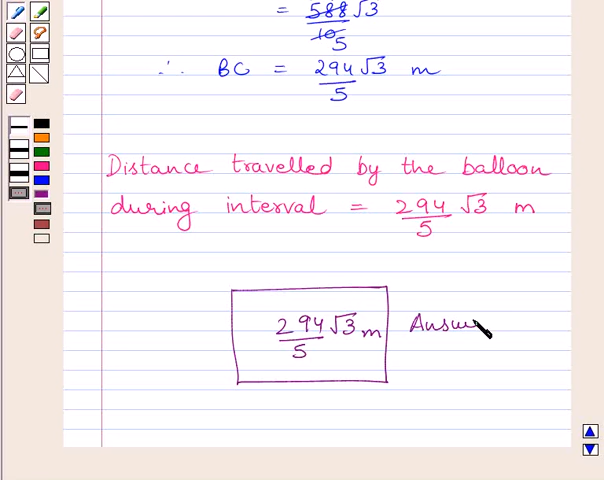 = 588/10 √3
5
∴ BC = 294√3/5 m
Distance travelled by the balloon
during interval = 294/5 √3 m
294/5 √3 m Answe